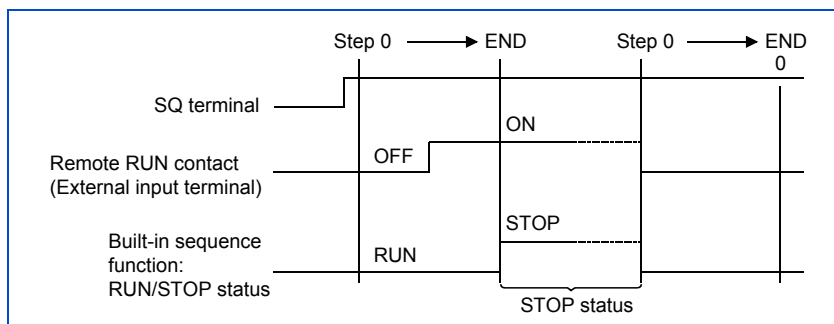 Step 0 END Step 0 END
0
SQ terminal
ON
OFF
Remote RUN contact
(External input terminal)
STOP
Built-in sequence
function:
RUN/STOP status
RUN
STOP status